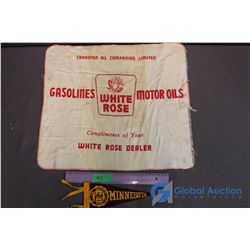 CANADIAN OIL COMPANIES, LIMITED
GASOLINES WHITE ROSE MOTOR OILS
Compliments of Your
WHITE ROSE DEALER
MINNESOTA
Global Auction